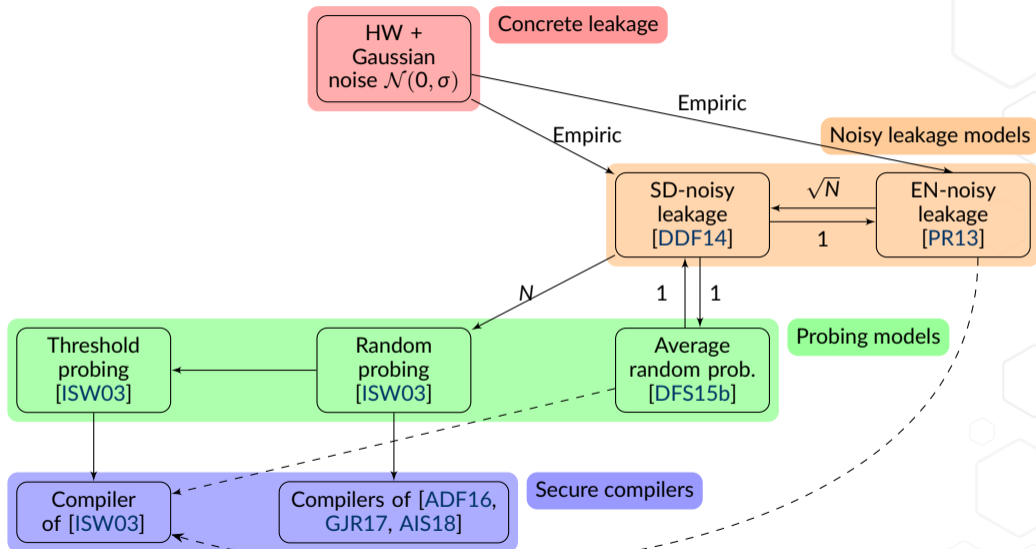 HW +
Gaussian
noise 𝒩(0, σ)
Concrete leakage
Empiric
Empiric
Noisy leakage models
SD-noisy
leakage
[DDF14]
√N
1
EN-noisy
leakage
[PR13]
N
1
1
Threshold
probing
[ISW03]
Random
probing
[ISW03]
Average
random prob.
[DFS15b]
Probing models
Compiler
of [ISW03]
Compilers of [ADF16,
GJR17, AIS18]
Secure compilers